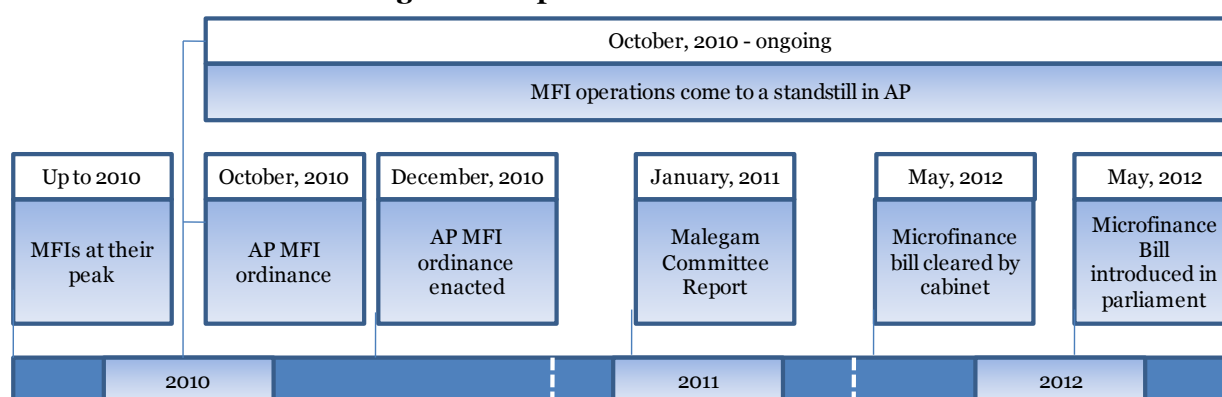 October, 2010 - ongoing
MFI operations come to a standstill in AP
Up to 2010
MFIs at their
peak
October, 2010
AP MFI
ordinance
December, 2010
AP MFI
ordinance
enacted
January, 2011
Malegam
Committee
Report
May, 2012
Microfinance
bill cleared by
cabinet
May, 2012
Microfinance
Bill
introduced in
parliament
2010
2011
2012